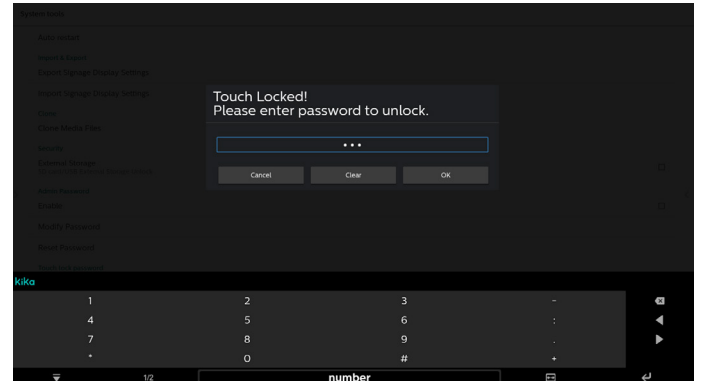 System tools
Auto restart
Import & Export
Export Signage Display Settings
Import Signage Display Settings
Clone
Clone Media Files
Security
External Storage
Admin Password
Enable
Modify Password
Reset Password
Touch Locked!
Please enter password to unlock.
•••
Cancel Clear OK
kika
1 2 3 -
4 5 6 :
7 8 9 .
* 0 # +
1/2 number